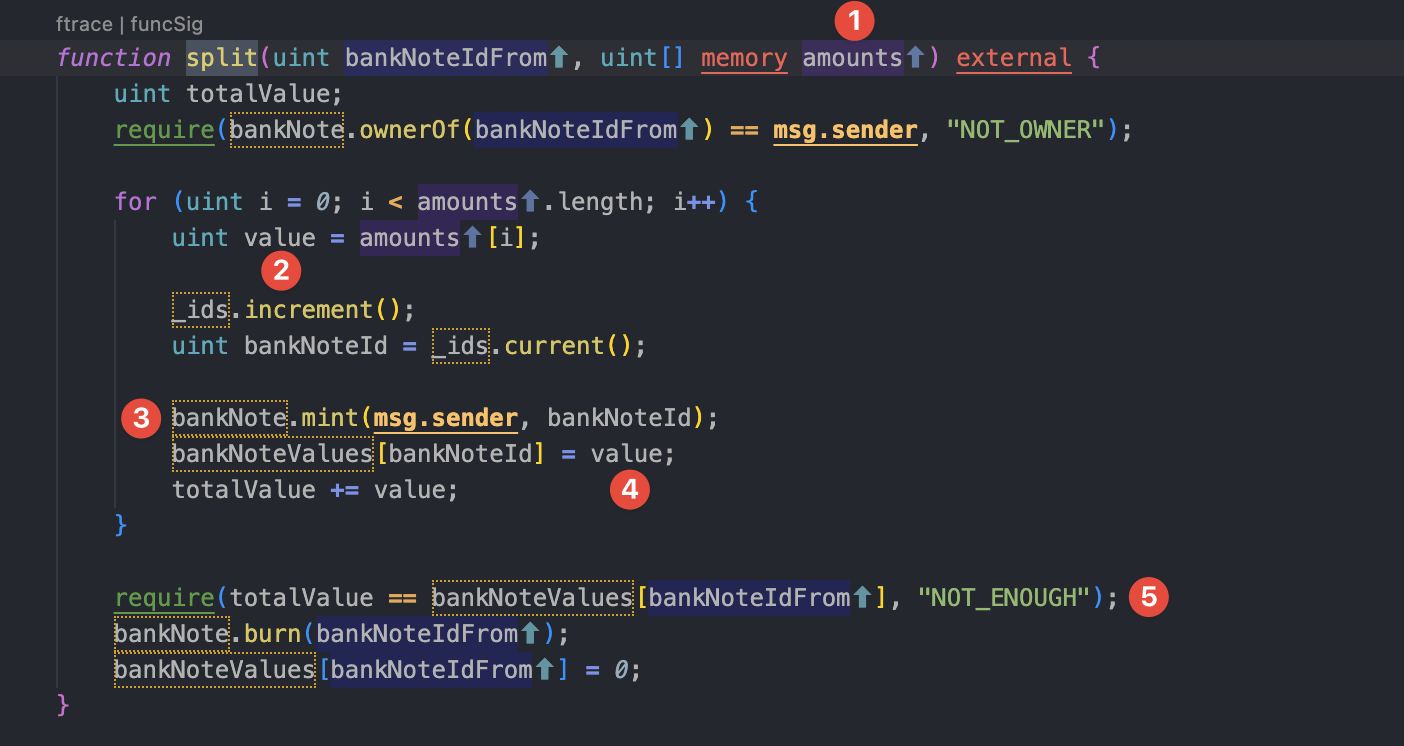 ftrace | funcSig
1
function split(uint bankNoteIdFrom⬆, uint[] memory amounts⬆) external {
uint totalValue;
require(bankNote.ownerOf(bankNoteIdFrom⬆) == msg.sender, "NOT_OWNER");
for (uint i = 0; i < amounts⬆.length; i++) {
uint value = amounts⬆[i];
2
_ids.increment();
uint bankNoteId = _ids.current();
3 bankNote.mint(msg.sender, bankNoteId);
bankNoteValues[bankNoteId] = value;
totalValue += value; 4
}
require(totalValue == bankNoteValues[bankNoteIdFrom⬆], "NOT_ENOUGH"); 5
bankNote.burn(bankNoteIdFrom⬆);
bankNoteValues[bankNoteIdFrom⬆] = 0;
}